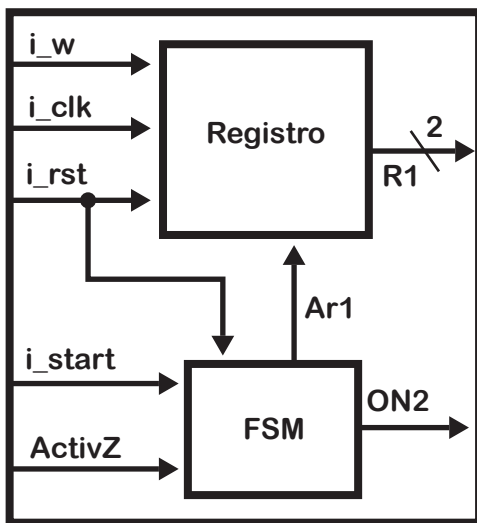 i_w
i_clk
i_rst
Registro
2
R1
Ar1
i_start
ActivZ
FSM
ON2